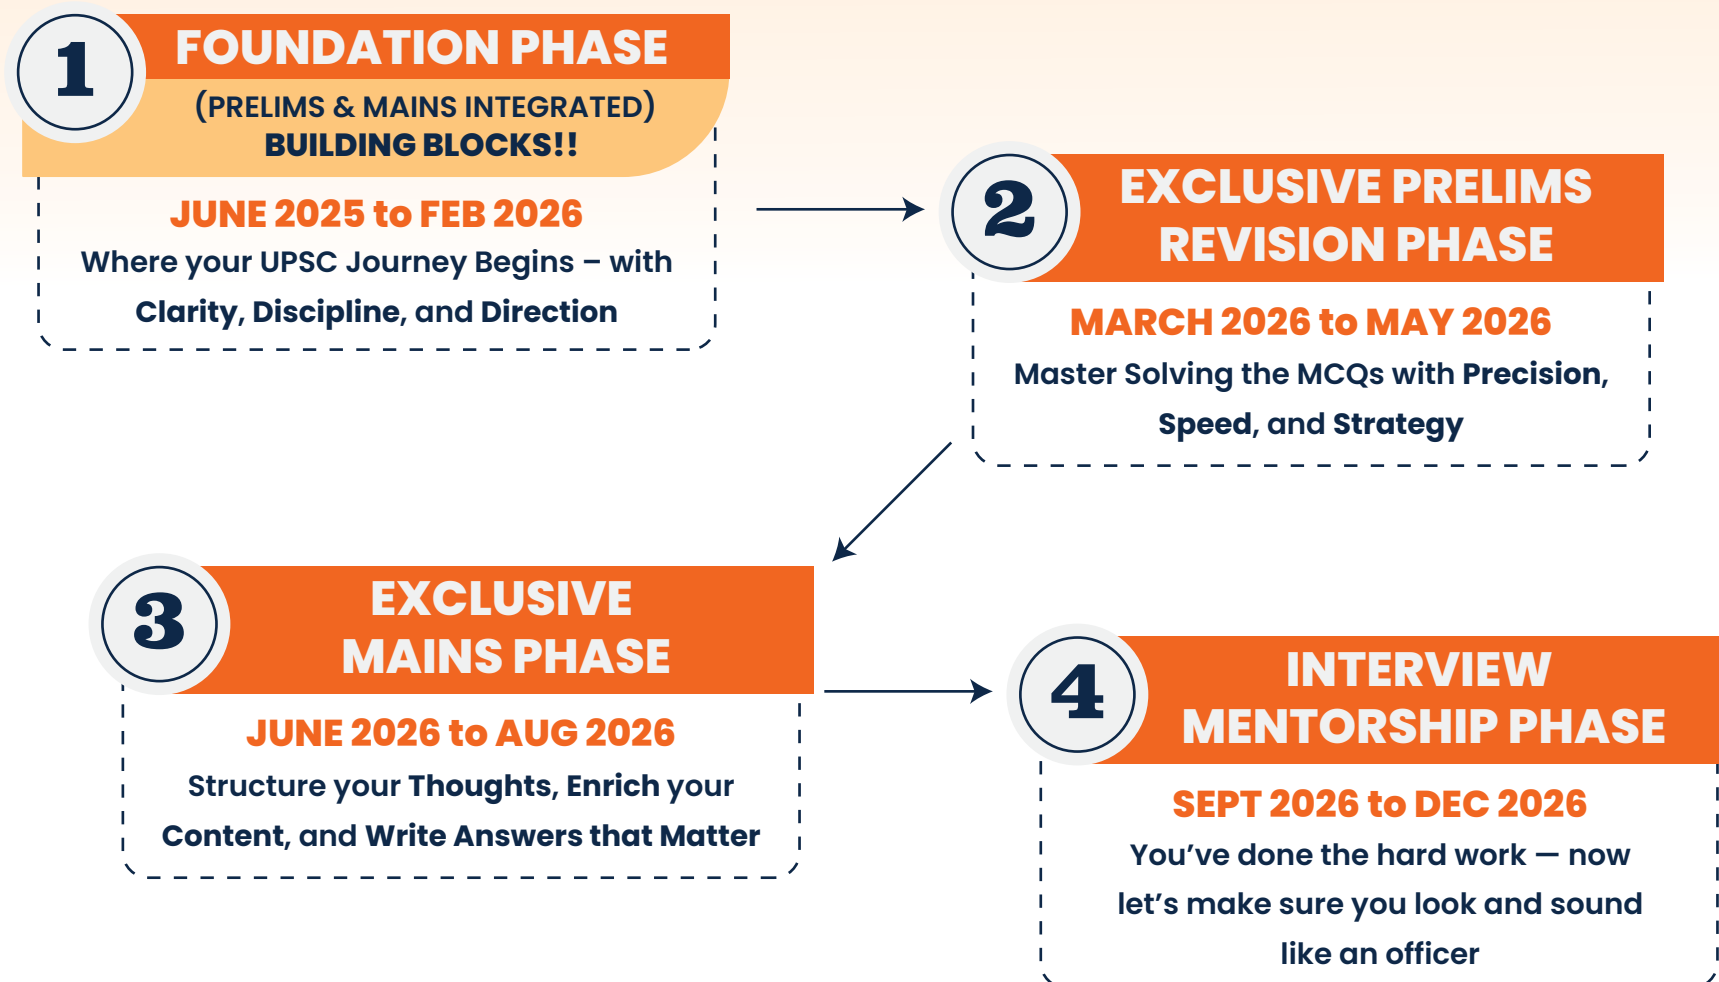 1
FOUNDATION PHASE
(PRELIMS & MAINS INTEGRATED)
BUILDING BLOCKS!!
JUNE 2025 to FEB 2026
Where your UPSC Journey Begins – with
Clarity, Discipline, and Direction
2
EXCLUSIVE PRELIMS
REVISION PHASE
MARCH 2026 to MAY 2026
Master Solving the MCQs with Precision,
Speed, and Strategy
3
EXCLUSIVE
MAINS PHASE
JUNE 2026 to AUG 2026
Structure your Thoughts, Enrich your
Content, and Write Answers that Matter
4
INTERVIEW
MENTORSHIP PHASE
SEPT 2026 to DEC 2026
You’ve done the hard work — now
let’s make sure you look and sound
like an officer